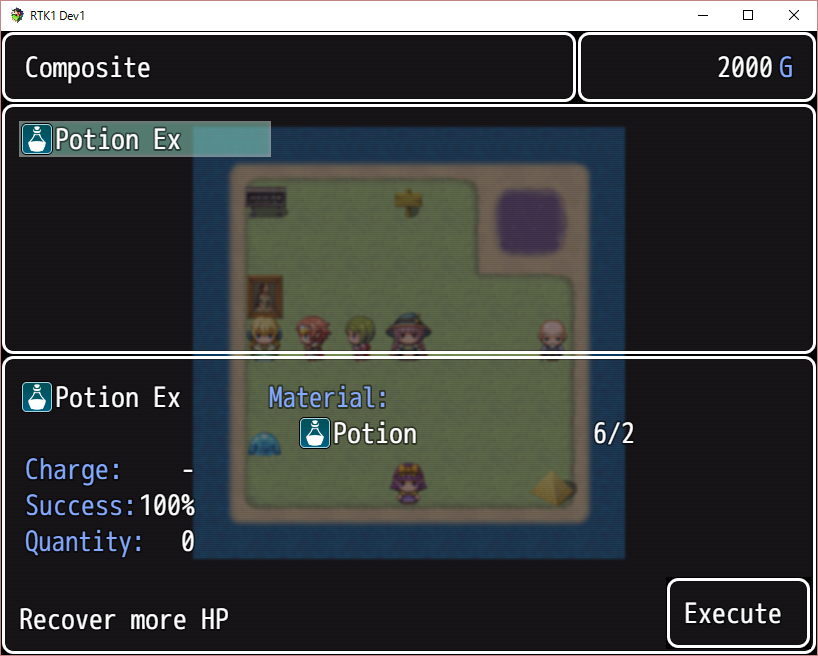 RTK1 Dev1
Composite
2000 G
Potion Ex
Potion Ex
Material:
Potion 6/2
Charge: -
Success: 100%
Quantity: 0
Recover more HP
Execute